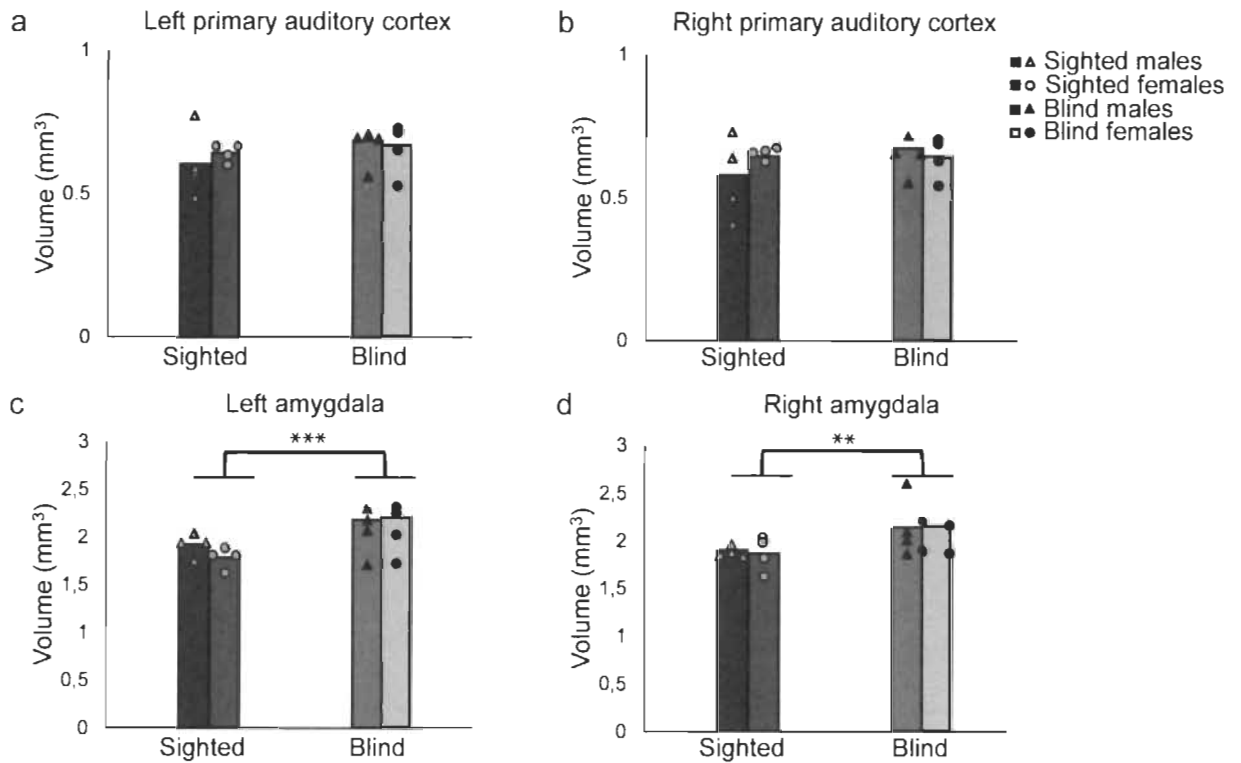 a
Left primary auditory cortex
1
0.5
0
Volume (mm³)
Sighted
Blind
b
Right primary auditory cortex
1
0.5
0
Volume (mm³)
Sighted
Blind
Sighted males
Sighted females
Blind males
Blind females
c
Left amygdala
***
3
2,5
2
1,5
1
0,5
0
Volume (mm³)
Sighted
Blind
d
Right amygdala
**
3
2,5
2
1,5
1
0,5
0
Volume (mm³)
Sighted
Blind